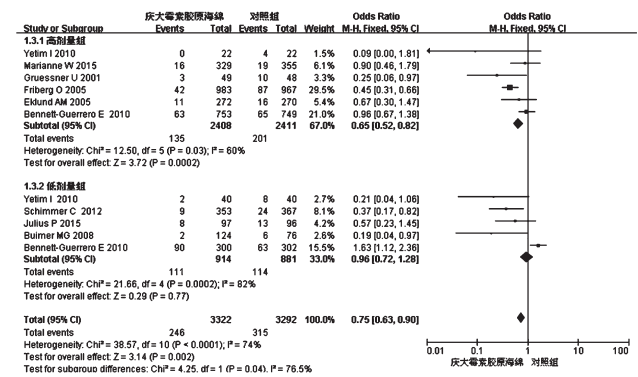 庆大霉素胶原海绵 对照组 Odds Ratio Odds Ratio
Study or Subgroup Events Total Events Total Weight M-H, Fixed, 95% CI M-H, Fixed, 95% CI
1.3.1 高剂量组
Yetim I 2010 0 22 4 22 1.5% 0.09 [0.00, 1.81]
Marianne W 2015 16 329 19 355 5.8% 0.90 [0.46, 1.79]
Gruessner U 2001 3 49 10 48 3.2% 0.25 [0.06, 0.97]
Friberg O 2005 42 983 87 967 28.2% 0.45 [0.31, 0.66]
Eklund AM 2005 11 272 16 270 5.2% 0.67 [0.30, 1.47]
Bennett-Guerrero E 2010 63 753 65 749 21.0% 0.96 [0.67, 1.38]
Subtotal (95% CI) 2408 2411 67.0% 0.65 [0.52, 0.82]
Total events 135 201
Heterogeneity: Chi² = 12.50, df = 5 (P = 0.03); I² = 60%
Test for overall effect: Z = 3.72 (P = 0.0002)
1.3.2 低剂量组
Yetim I 2010 2 40 8 40 2.7% 0.21 [0.04, 1.06]
Schimmer C 2012 9 353 24 367 7.7% 0.37 [0.17, 0.82]
Julius P 2015 8 97 13 96 4.0% 0.57 [0.23, 1.45]
Buimer MG 2008 2 124 6 76 2.5% 0.19 [0.04, 0.97]
Bennett-Guerrero E 2010 90 300 63 302 15.5% 1.63 [1.12, 2.36]
Subtotal (95% CI) 914 881 33.0% 0.96 [0.72, 1.28]
Total events 111 114
Heterogeneity: Chi² = 21.66, df = 4 (P = 0.0002); I² = 82%
Test for overall effect: Z = 0.29 (P = 0.77)
Total (95% CI) 3322 3292 100.0% 0.75 [0.63, 0.90]
Total events 246 315
Heterogeneity: Chi² = 38.57, df = 10 (P < 0.0001); I² = 74%
Test for overall effect: Z = 3.14 (P = 0.002)
Test for subgroup differences: Chi² = 4.25, df = 1 (P = 0.04), I² = 76.5%
0.01 0.1 1 10 100
庆大霉素胶原海绵 对照组